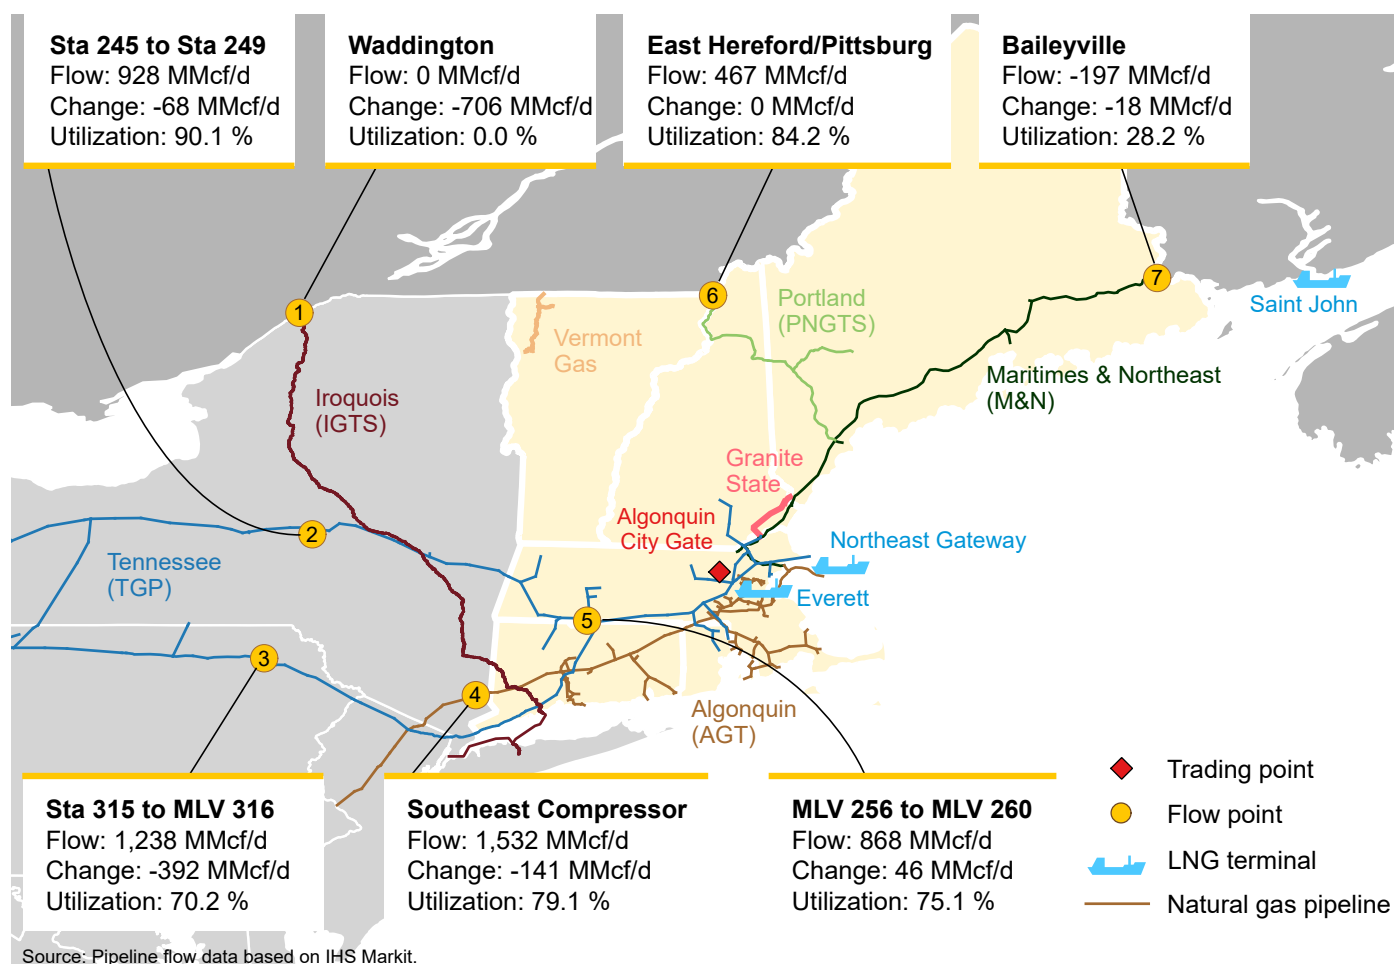 Sta 245 to Sta 249
Flow: 928 MMcf/d
Change: -68 MMcf/d
Utilization: 90.1 %
Waddington
Flow: 0 MMcf/d
Change: -706 MMcf/d
Utilization: 0.0 %
East Hereford/Pittsburg
Flow: 467 MMcf/d
Change: 0 MMcf/d
Utilization: 84.2 %
Baileyville
Flow: -197 MMcf/d
Change: -18 MMcf/d
Utilization: 28.2 %
1
6
7
Saint John
Portland
(PNGTS)
Vermont
Gas
Iroquois
(IGTS)
Maritimes & Northeast
(M&N)
Granite
State
Algonquin
City Gate
2
Northeast Gateway
Tennessee
(TGP)
Everett
5
3
4
Algonquin
(AGT)
Sta 315 to MLV 316
Flow: 1,238 MMcf/d
Change: -392 MMcf/d
Utilization: 70.2 %
Southeast Compressor
Flow: 1,532 MMcf/d
Change: -141 MMcf/d
Utilization: 79.1 %
MLV 256 to MLV 260
Flow: 868 MMcf/d
Change: 46 MMcf/d
Utilization: 75.1 %
Trading point
Flow point
LNG terminal
Natural gas pipeline
Source: Pipeline flow data based on IHS Markit.